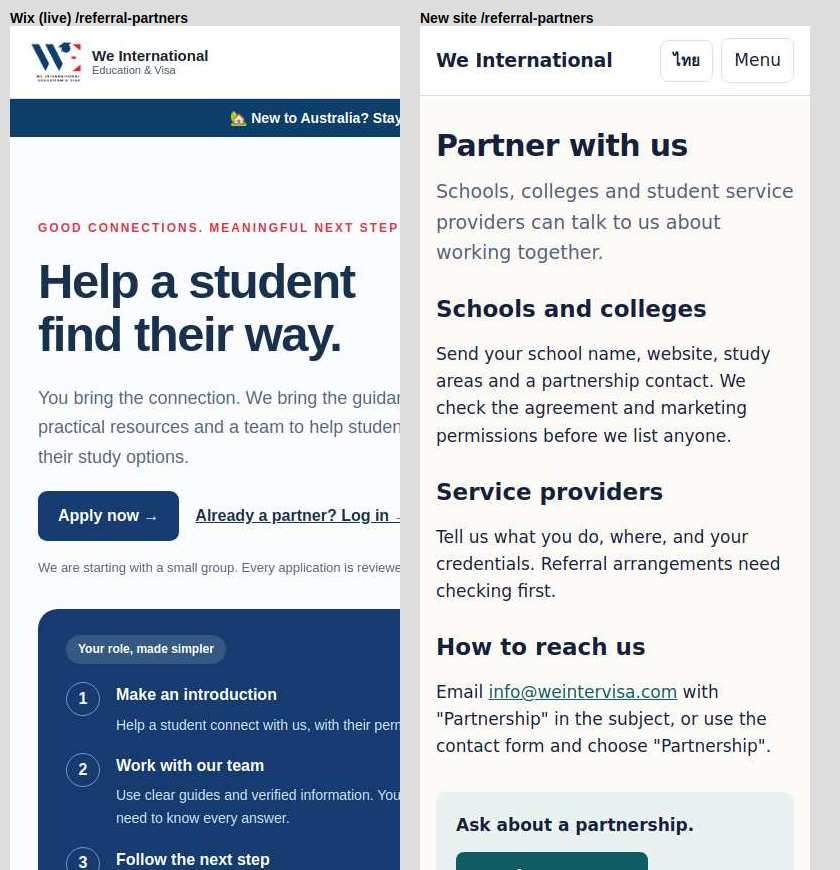 Wix (live) /referral-partners
We International
Education & Visa
🏡 New to Australia? Stay
GOOD CONNECTIONS. MEANINGFUL NEXT STEP
Help a student
find their way.
You bring the connection. We bring the
practical resources and a team to help
their study options.
Apply now →
Already a partner? Log in
We are starting with a small group. Every application is
Your role, made simpler
1
Make an introduction
Help a student connect with us, with their
2
Work with our team
Use clear guides and verified information.
need to know every answer.
3
Follow the next step
New site /referral-partners
We International
ไทย
Menu
Partner with us
Schools, colleges and student service
providers can talk to us about
working together.
Schools and colleges
Send your school name, website, study
areas and a partnership contact. We
check the agreement and marketing
permissions before we list anyone.
Service providers
Tell us what you do, where, and your
credentials. Referral arrangements need
checking first.
How to reach us
Email info@weintervisa.com with
"Partnership" in the subject, or use the
contact form and choose "Partnership".
Ask about a partnership.